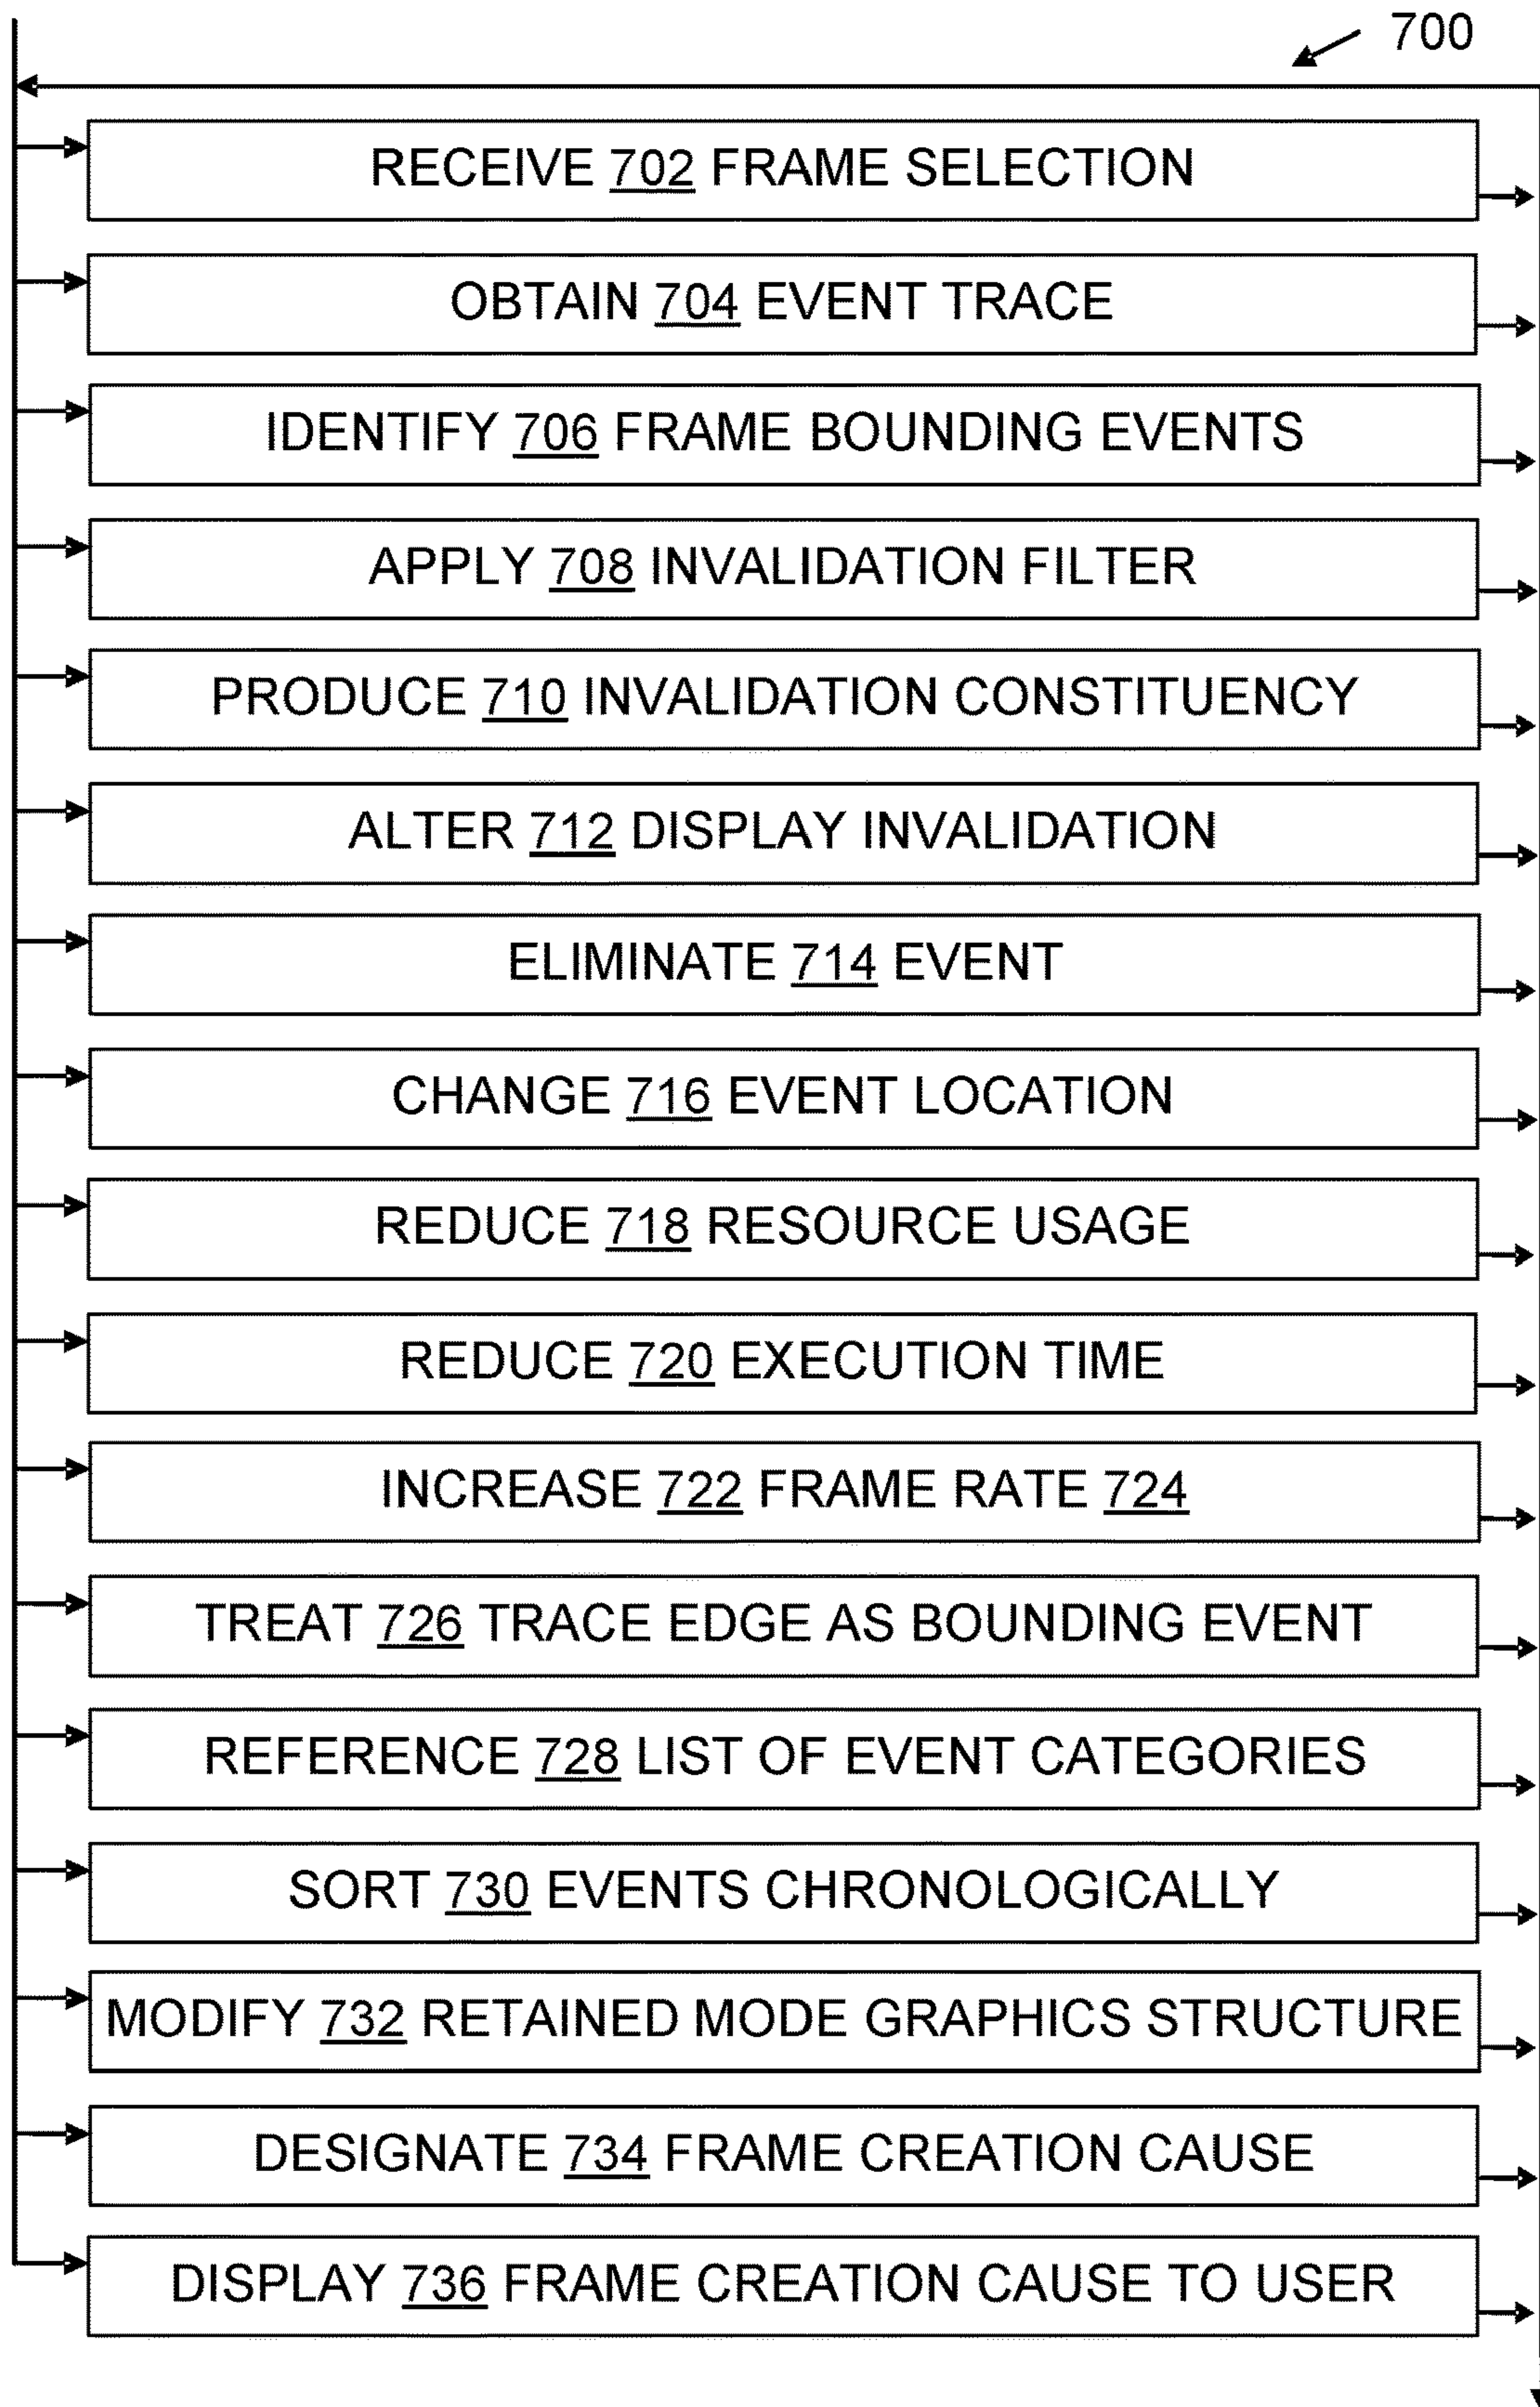 700
RECEIVE 702 FRAME SELECTION
OBTAIN 704 EVENT TRACE
IDENTIFY 706 FRAME BOUNDING EVENTS
APPLY 708 INVALIDATION FILTER
PRODUCE 710 INVALIDATION CONSTITUENCY
ALTER 712 DISPLAY INVALIDATION
ELIMINATE 714 EVENT
CHANGE 716 EVENT LOCATION
REDUCE 718 RESOURCE USAGE
REDUCE 720 EXECUTION TIME
INCREASE 722 FRAME RATE 724
TREAT 726 TRACE EDGE AS BOUNDING EVENT
REFERENCE 728 LIST OF EVENT CATEGORIES
SORT 730 EVENTS CHRONOLOGICALLY
MODIFY 732 RETAINED MODE GRAPHICS STRUCTURE
DESIGNATE 734 FRAME CREATION CAUSE
DISPLAY 736 FRAME CREATION CAUSE TO USER